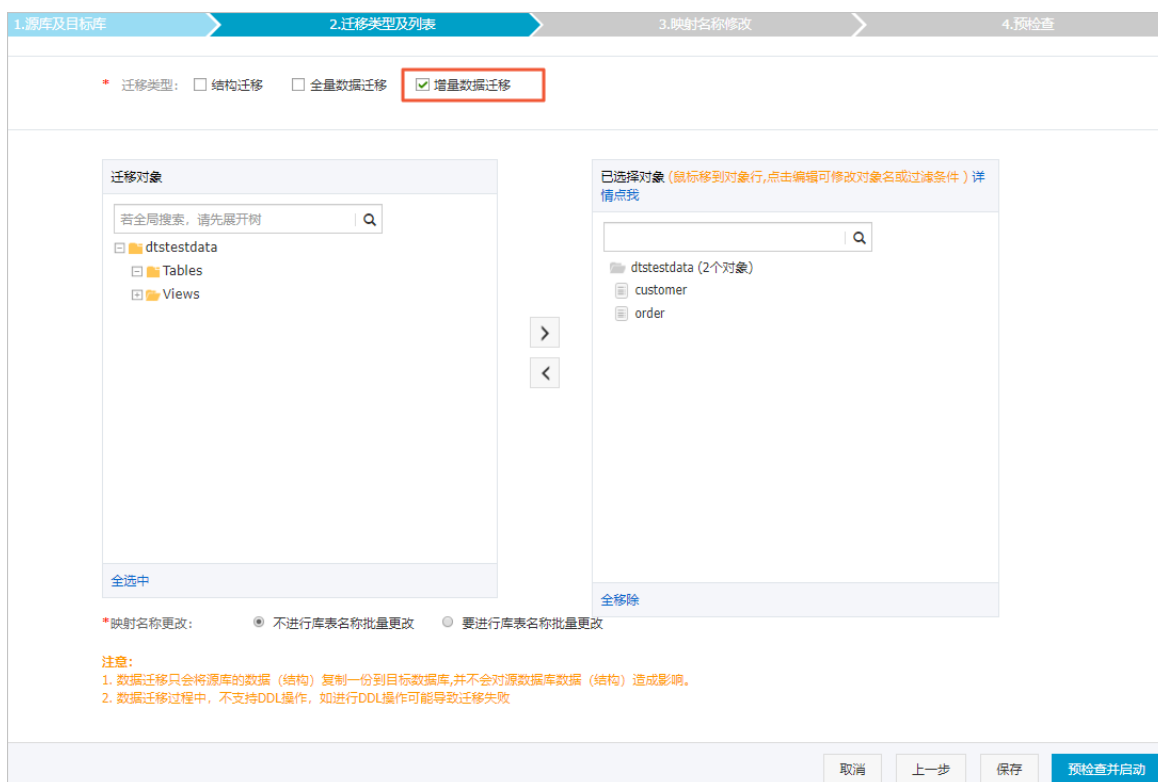 1.源库及目标库 2.迁移类型及列表 3.映射名称修改 4.预检查
* 迁移类型: 结构迁移 全量数据迁移 增量数据迁移
迁移对象
若全局搜索，请先展开树
dtstestdata
Tables
Views
全选中
已选择对象 (鼠标移到对象行,点击编辑可修改对象名或过滤条件 ) 详
情点我
dtstestdata (2个对象)
customer
order
全移除
*映射名称更改: 不进行库表名称批量更改 要进行库表名称批量更改
注意:
1. 数据迁移只会将源库的数据（结构）复制一份到目标数据库,并不会对源数据库数据（结构）造成影响。
2. 数据迁移过程中，不支持DDL操作，如进行DDL操作可能导致迁移失败
取消 上一步 保存 预检查并启动